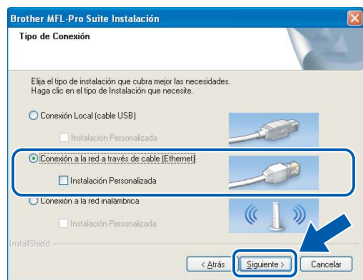 Brother MFL-Pro Suite Instalación
Tipo de Conexión
Elija el tipo de instalación que cubra mejor las necesidades.
Haga clic en el tipo de Instalación que necesite.
Conexión Local (cable USB)
Instalación Personalizada
Conexión a la red a través de cable (Ethernet)
Instalación Personalizada
Conexión a la red inalámbrica
Instalación Personalizada
InstallShield
< Atrás
Siguiente >
Cancelar